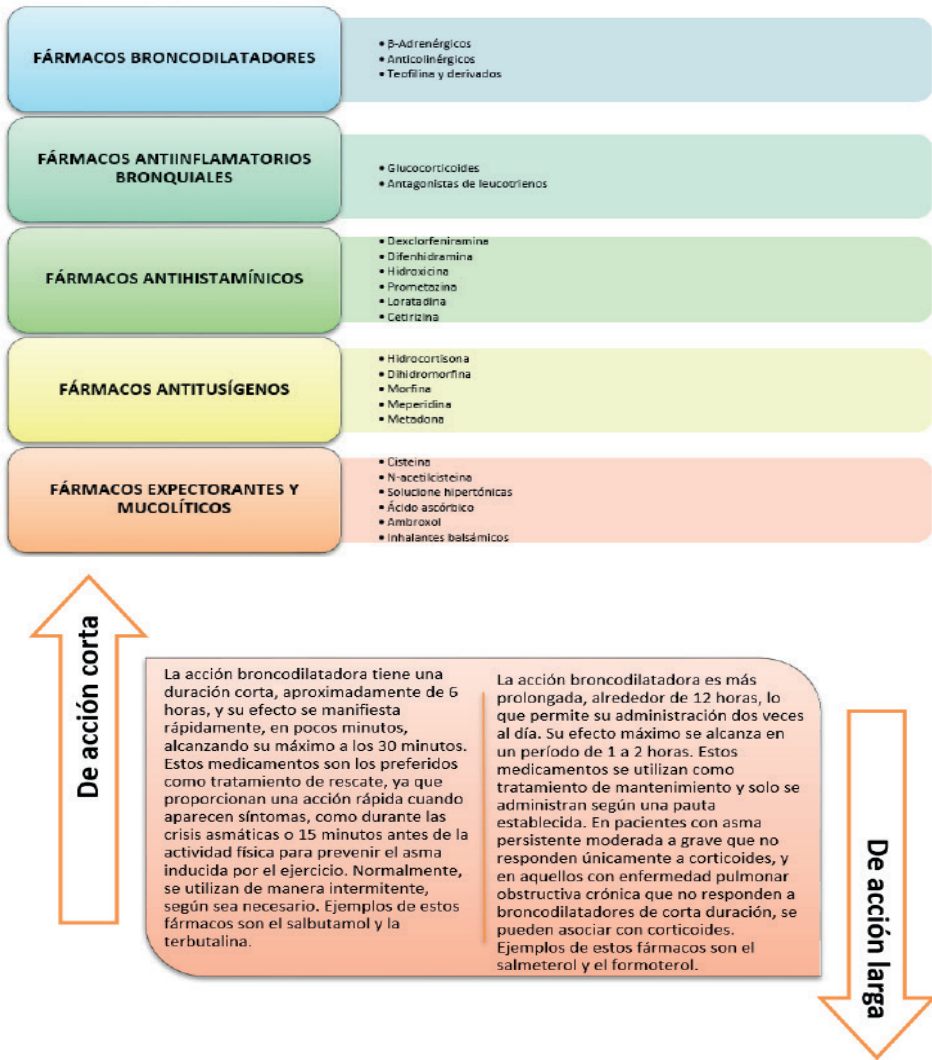 FÁRMACOS BRONCODILATADORES
• β-Adrenérgicos
• Anticolinérgicos
• Teofilina y derivados
FÁRMACOS ANTIINFLAMATORIOS
BRONQUIALES
• Glucocorticoides
• Antagonistas de leucotrienos
FÁRMACOS ANTIHISTAMÍNICOS
• Dexclorfeniramina
• Difenhidramina
• Hidroxicina
• Prometazina
• Loratadina
• Cetirizina
FÁRMACOS ANTITUSÍGENOS
• Hidrocortisona
• Dihidromorfina
• Morfina
• Meperidina
• Metadona
FÁRMACOS EXPECTORANTES Y
MUCOLÍTICOS
• Cisteina
• N-acetilcisteina
• Solucione hipertónicas
• Ácido ascórbico
• Ambroxol
• Inhalantes balsámicos
De acción corta
La acción broncodilatadora tiene una
duración corta, aproximadamente de 6
horas, y su efecto se manifiesta
rápidamente, en pocos minutos,
alcanzando su máximo a los 30 minutos.
Estos medicamentos son los preferidos
como tratamiento de rescate, ya que
proporcionan una acción rápida cuando
aparecen síntomas, como durante las
crisis asmáticas o 15 minutos antes de la
actividad física para prevenir el asma
inducida por el ejercicio. Normalmente,
se utilizan de manera intermitente,
según sea necesario. Ejemplos de estos
fármacos son el salbutamol y la
terbutalina.
La acción broncodilatadora es más
prolongada, alrededor de 12 horas, lo
que permite su administración dos veces
al día. Su efecto máximo se alcanza en
un período de 1 a 2 horas. Estos
medicamentos se utilizan como
tratamiento de mantenimiento y solo se
administran según una pauta
establecida. En pacientes con asma
persistente moderada a grave que no
responden únicamente a corticoides, y
en aquellos con enfermedad pulmonar
obstructiva crónica que no responden a
broncodilatadores de corta duración, se
pueden asociar con corticoides.
Ejemplos de estos fármacos son el
salmeterol y el formoterol.
De acción larga